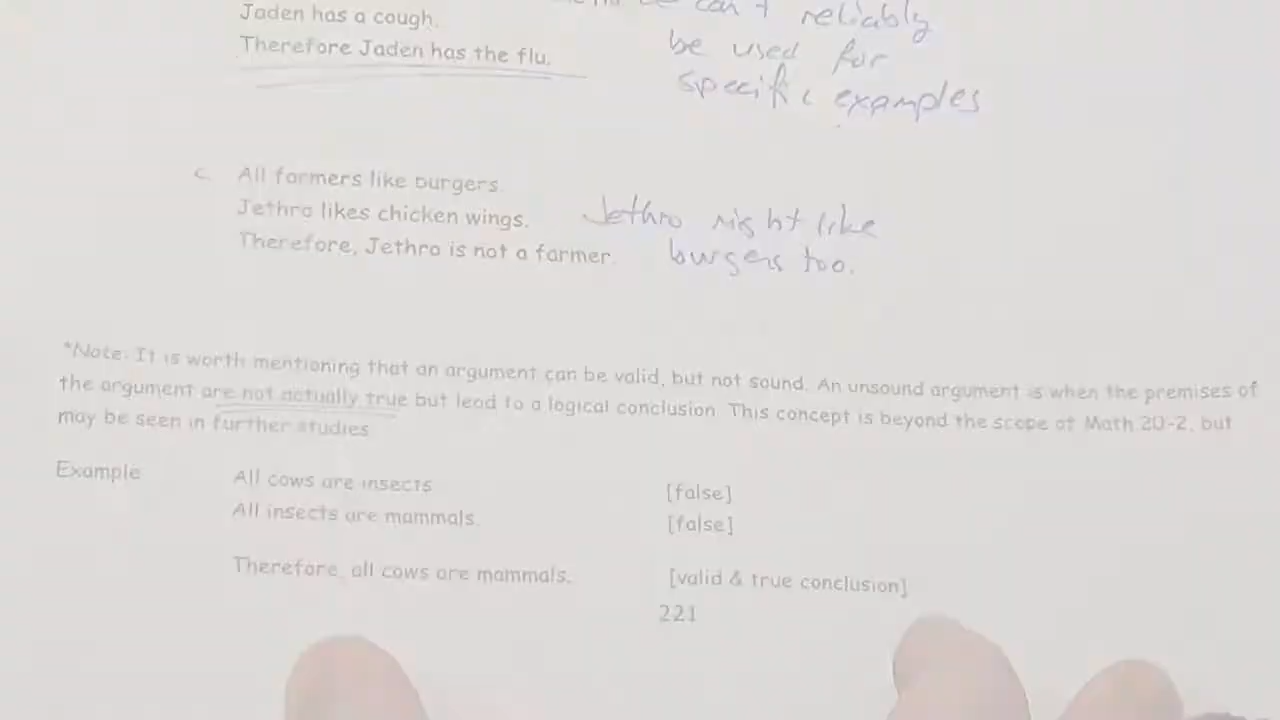 can't reliably
Jaden has a cough.
Therefore Jaden has the flu.
be used for
specific examples
c. All farmers like burgers.
Jethro likes chicken wings.
Therefore, Jethro is not a farmer.
Jethro might like
burgers too.
*Note: It is worth mentioning that an argument can be valid, but not sound. An unsound argument is when the premises of
the argument are not actually true but lead to a logical conclusion. This concept is beyond the scope of Math 20-2, but
may be seen in further studies.
Example
All cows are insects [false]
All insects are mammals. [false]
Therefore, all cows are mammals. [valid & true conclusion]
221